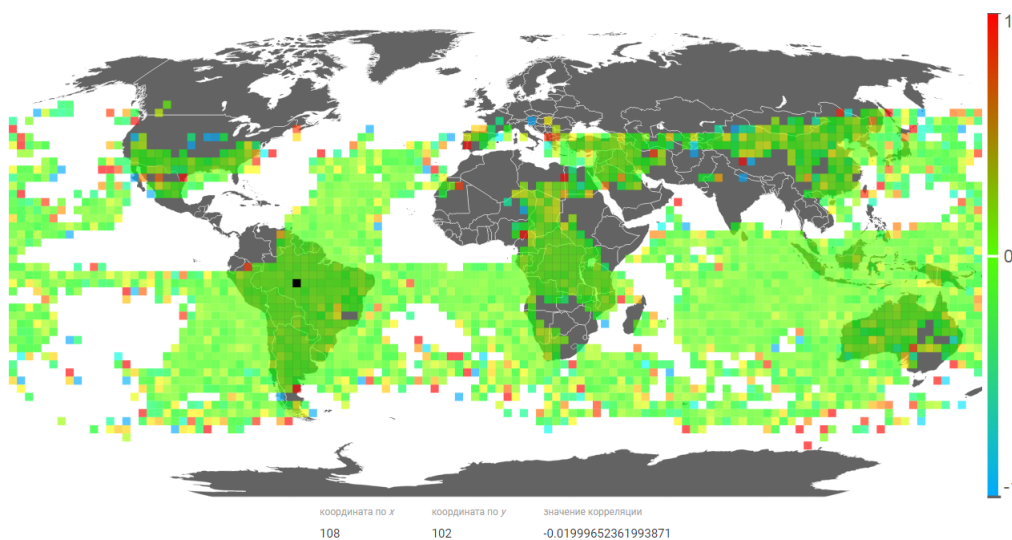 1
0
координата по x
координата по y
значение корреляции
108
102
-0.01999652361993871